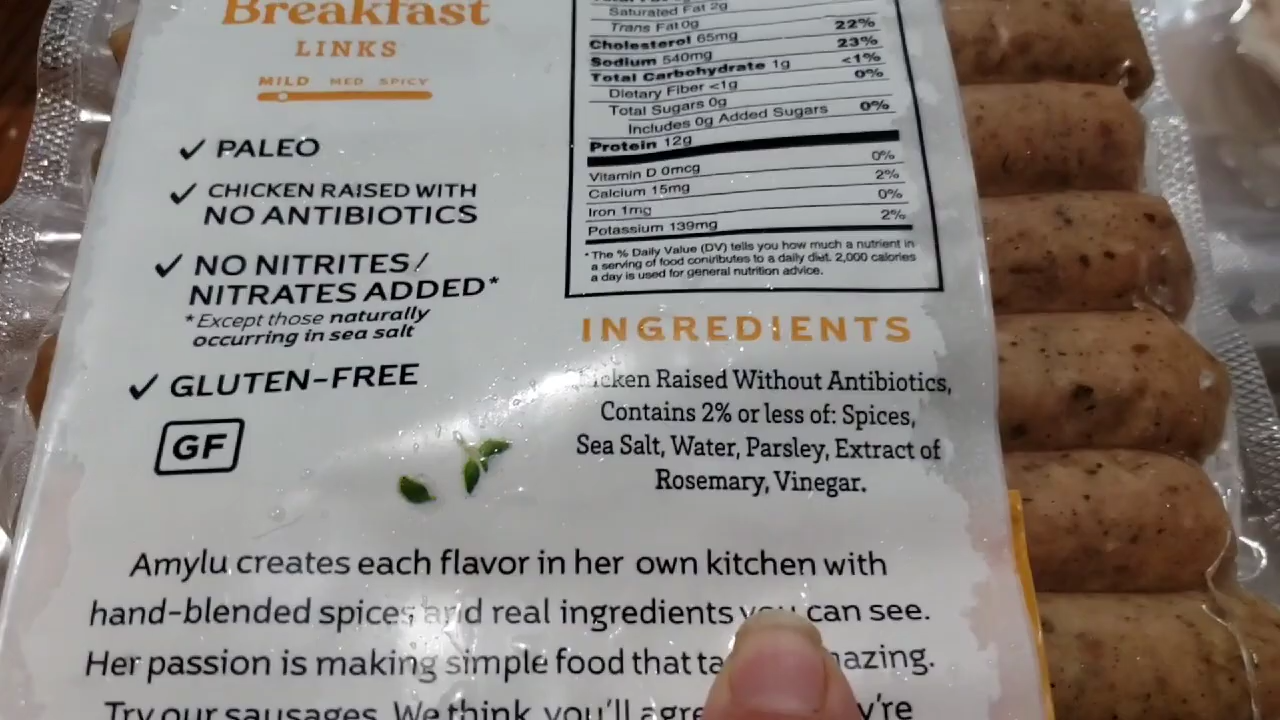 Breakfast
LINKS
MILD MED SPICY
✓ PALEO
✓ CHICKEN RAISED WITH
NO ANTIBIOTICS
✓ NO NITRITES/
NITRATES ADDED*
*Except those naturally
occurring in sea salt
✓ GLUTEN-FREE
GF
Saturated Fat 2g
Trans Fat 0g
Cholesterol 65mg 22%
Sodium 540mg 23%
Total Carbohydrate 1g <1%
Dietary Fiber <1g 0%
Total Sugars 0g
Includes 0g Added Sugars 0%
Protein 12g
Vitamin D 0mcg 0%
Calcium 15mg 2%
Iron 1mg 0%
Potassium 139mg 2%
*The % Daily Value (DV) tells you how much a nutrient in
a serving of food contributes to a daily diet. 2,000 calories
a day is used for general nutrition advice.
INGREDIENTS
Chicken Raised Without Antibiotics,
Contains 2% or less of: Spices,
Sea Salt, Water, Parsley, Extract of
Rosemary, Vinegar.
Amylu creates each flavor in her own kitchen with
hand-blended spices and real ingredients you can see.
Her passion is making simple food that
Try our sausages. We think you'll